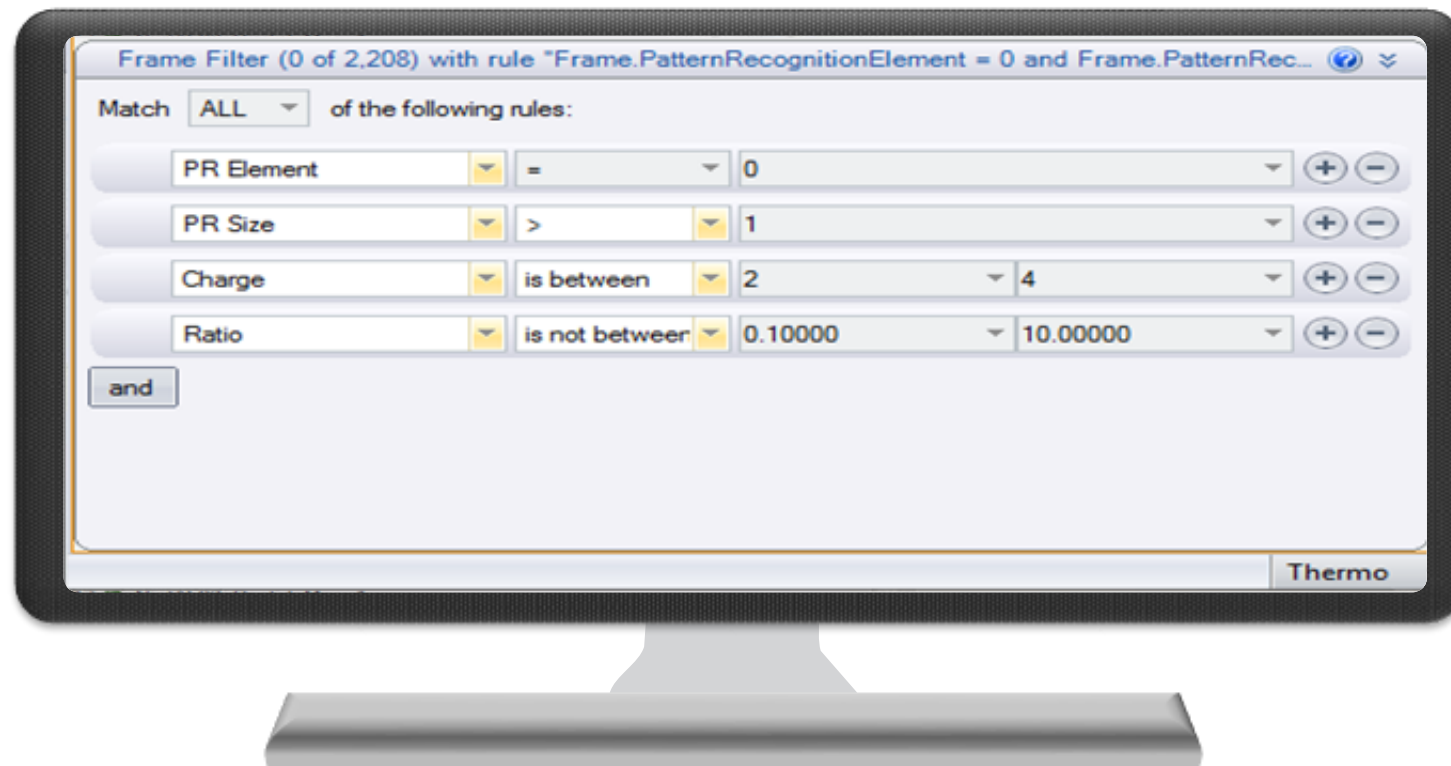 Frame Filter (0 of 2,208) with rule "Frame.PatternRecognitionElement = 0 and Frame.PatternRec...
Match ALL of the following rules:
PR Element = 0
PR Size > 1
Charge is between 2 4
Ratio is not between 0.10000 10.00000
and
Thermo